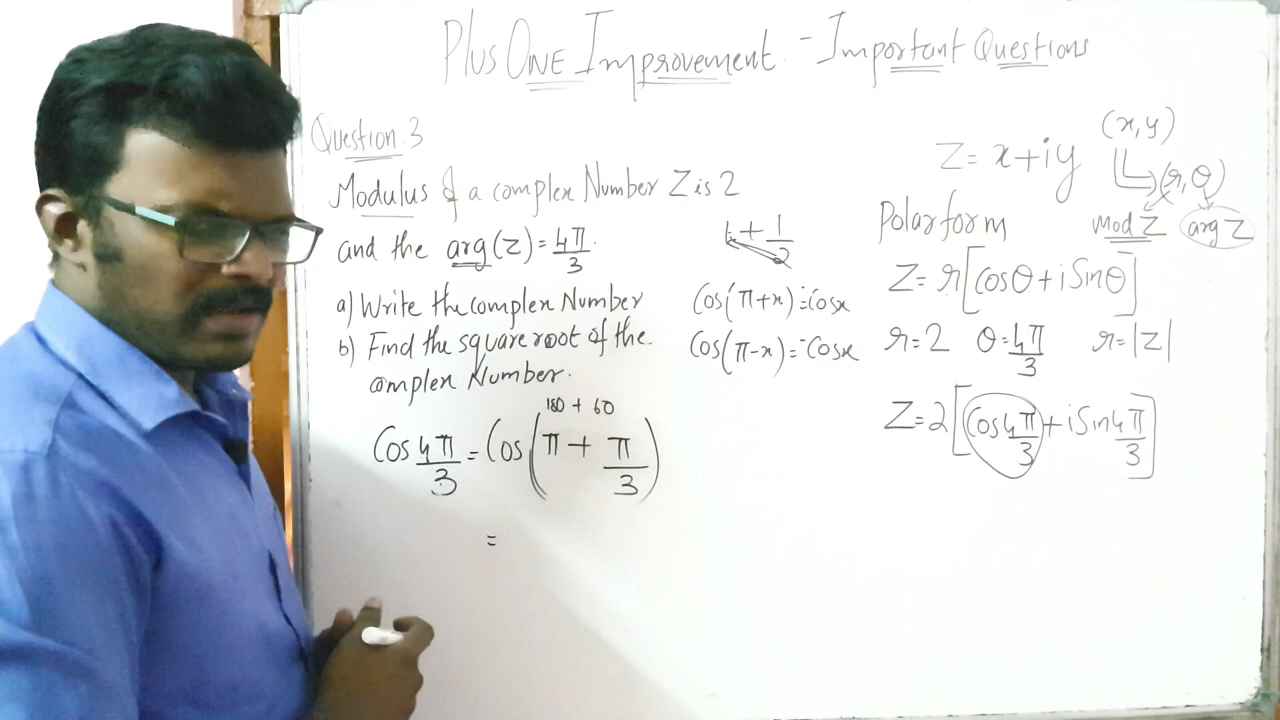 Plus ONE Improvement - Important Questions
Question 3
Modulus of a complex Number Z is 2
and the arg(z) = 4π/3.
a) Write the complex Number
b) Find the square root of the
complex Number.
180 + 60
Cos 4π/3 = Cos(π + π/3)
=
Cos(π+x) = -Cosx
Cos(π-x) = -Cosx
(x, y)
Z = x+iy
(r, θ)
Polar form
mod Z
arg Z
Z = r[Cosθ + i Sinθ]
r = 2 θ = 4π/3 r = |Z|
Z = 2[Cos 4π/3 + i Sin 4π/3]